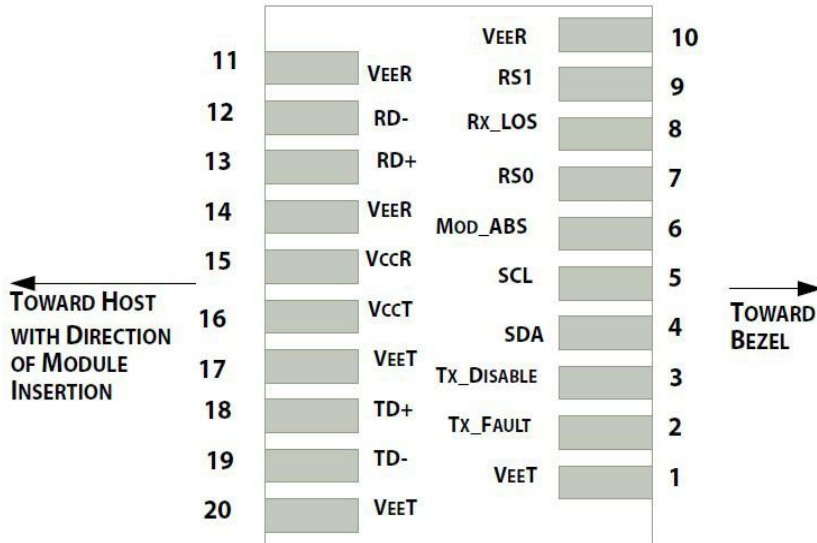 VEER 10
11 VEER
RS1 9
12 RD-
RX_LOS 8
13 RD+
RS0 7
14 VEER
MOD_ABS 6
15 VCCR
SCL 5
TOWARD HOST
WITH DIRECTION
OF MODULE
INSERTION
TOWARD
BEZEL
16 VCCT
SDA 4
17 VEET
TX_DISABLE 3
18 TD+
TX_FAULT 2
19 TD-
VEET 1
20 VEET